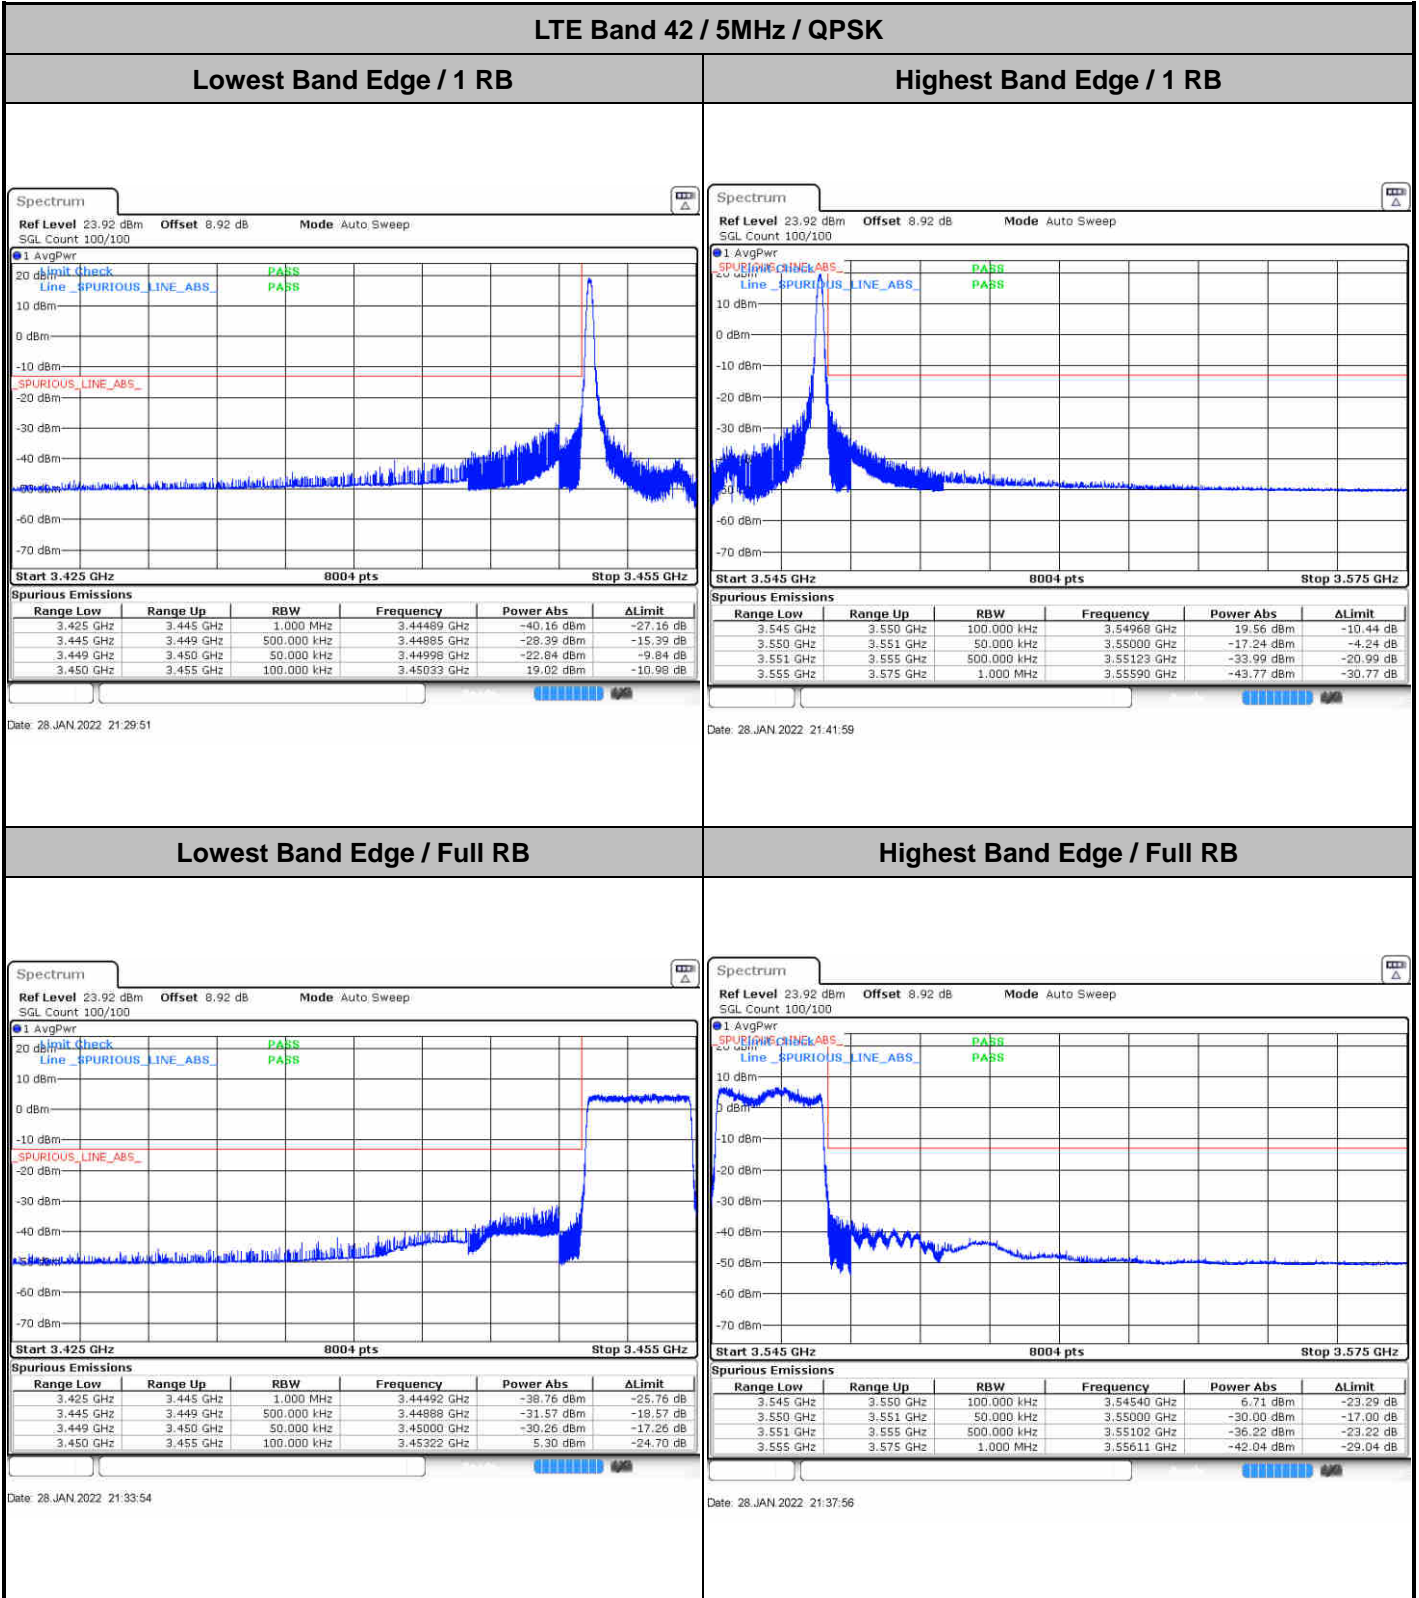 LTE Band 42 / 5MHz / QPSK
Lowest Band Edge / 1 RB
Highest Band Edge / 1 RB
Spectrum
Ref Level 23.92 dBm Offset 8.92 dB Mode Auto Sweep
SGL Count 100/100
1 AvgPwr
Limit Check PASS
20 dBm
Line _SPURIOUS_LINE_ABS_ PASS
10 dBm
0 dBm
-10 dBm
_SPURIOUS_LINE_ABS_
-20 dBm
-30 dBm
-40 dBm
-50 dBm
-60 dBm
-70 dBm
Start 3.425 GHz 8004 pts Stop 3.455 GHz
Spurious Emissions
Range Low Range Up RBW Frequency Power Abs ΔLimit
3.425 GHz 3.445 GHz 1.000 MHz 3.44489 GHz -40.16 dBm -27.16 dB
3.445 GHz 3.449 GHz 500.000 kHz 3.44885 GHz -28.39 dBm -15.39 dB
3.449 GHz 3.450 GHz 50.000 kHz 3.44998 GHz -22.84 dBm -9.84 dB
3.450 GHz 3.455 GHz 100.000 kHz 3.45033 GHz 19.02 dBm -10.98 dB
Date: 28.JAN.2022 21:29:51
Spectrum
Ref Level 23.92 dBm Offset 8.92 dB Mode Auto Sweep
SGL Count 100/100
1 AvgPwr
_SPURIOUS_LINE_ABS_
Limit Check PASS
20 dBm
Line _SPURIOUS_LINE_ABS_ PASS
10 dBm
0 dBm
-10 dBm
-20 dBm
-30 dBm
-40 dBm
-60 dBm
-70 dBm
Start 3.545 GHz 8004 pts Stop 3.575 GHz
Spurious Emissions
Range Low Range Up RBW Frequency Power Abs ΔLimit
3.545 GHz 3.550 GHz 100.000 kHz 3.54968 GHz 19.56 dBm -10.44 dB
3.550 GHz 3.551 GHz 50.000 kHz 3.55000 GHz -17.24 dBm -4.24 dB
3.551 GHz 3.555 GHz 500.000 kHz 3.55123 GHz -33.99 dBm -20.99 dB
3.555 GHz 3.575 GHz 1.000 MHz 3.55590 GHz -43.77 dBm -30.77 dB
Date: 28.JAN.2022 21:41:59
Lowest Band Edge / Full RB
Highest Band Edge / Full RB
Spectrum
Ref Level 23.92 dBm Offset 8.92 dB Mode Auto Sweep
SGL Count 100/100
1 AvgPwr
Limit Check PASS
20 dBm
Line _SPURIOUS_LINE_ABS_ PASS
10 dBm
0 dBm
-10 dBm
_SPURIOUS_LINE_ABS_
-20 dBm
-30 dBm
-40 dBm
-50 dBm
-60 dBm
-70 dBm
Start 3.425 GHz 8004 pts Stop 3.455 GHz
Spurious Emissions
Range Low Range Up RBW Frequency Power Abs ΔLimit
3.425 GHz 3.445 GHz 1.000 MHz 3.44492 GHz -38.76 dBm -25.76 dB
3.445 GHz 3.449 GHz 500.000 kHz 3.44888 GHz -31.57 dBm -18.57 dB
3.449 GHz 3.450 GHz 50.000 kHz 3.45000 GHz -30.26 dBm -17.26 dB
3.450 GHz 3.455 GHz 100.000 kHz 3.45322 GHz 5.30 dBm -24.70 dB
Date: 28.JAN.2022 21:33:54
Spectrum
Ref Level 23.92 dBm Offset 8.92 dB Mode Auto Sweep
SGL Count 100/100
1 AvgPwr
_SPURIOUS_LINE_ABS_
Limit Check PASS
20 dBm
Line _SPURIOUS_LINE_ABS_ PASS
10 dBm
0 dBm
-10 dBm
-20 dBm
-30 dBm
-40 dBm
-50 dBm
-60 dBm
-70 dBm
Start 3.545 GHz 8004 pts Stop 3.575 GHz
Spurious Emissions
Range Low Range Up RBW Frequency Power Abs ΔLimit
3.545 GHz 3.550 GHz 100.000 kHz 3.54540 GHz 6.71 dBm -23.29 dB
3.550 GHz 3.551 GHz 50.000 kHz 3.55000 GHz -30.00 dBm -17.00 dB
3.551 GHz 3.555 GHz 500.000 kHz 3.55102 GHz -36.22 dBm -23.22 dB
3.555 GHz 3.575 GHz 1.000 MHz 3.55611 GHz -42.04 dBm -29.04 dB
Date: 28.JAN.2022 21:37:56